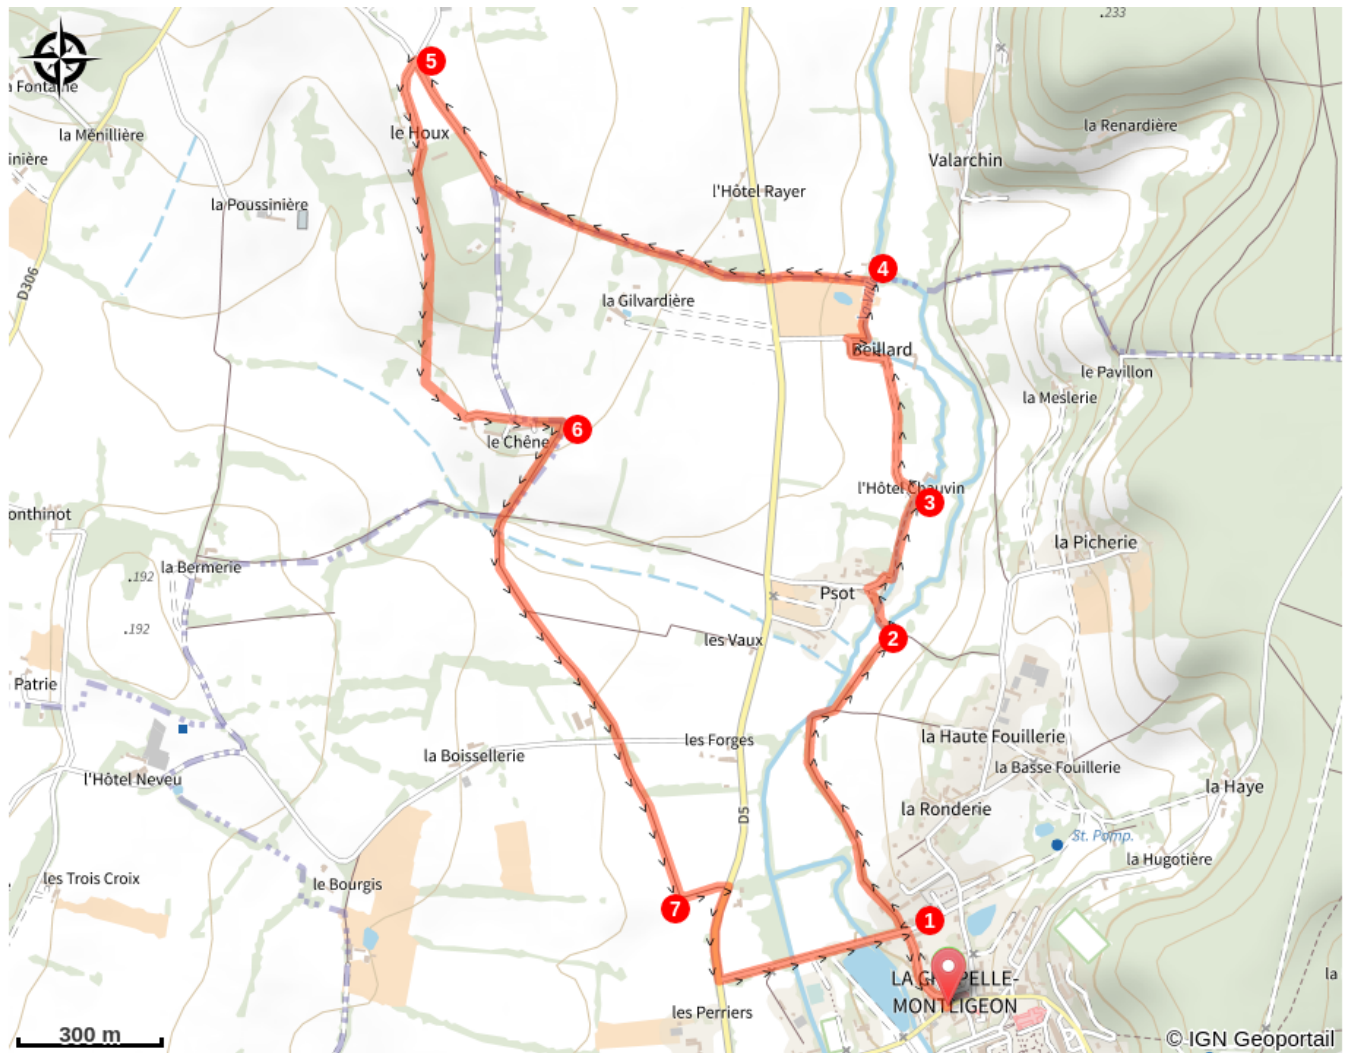 233
5
a Fontaine
la Ménillière
le Houx
la Renardière
inière
Valarchin
l'Hôtel Rayer
la Poussinière
4
D306
la Gilvardière
Beillard
le Pavillon
la Meslerie
6
le Chêne
l'Hôtel Chauvin
3
onthinot
la Picherie
la Bermerie
192
Psot
192
les Vaux
2
Patrie
les Forges
la Haute Fouillerie
la Boissellerie
la Basse Fouillerie
l'Hôtel Neveu
la Haye
D5
la Ronderie
St. Pomp.
la Hugotière
les Trois Croix
le Bourgis
7
1
la
LA CHAPELLE-
MONTLIGEON
les Perriers
300 m
© IGN Geoportail